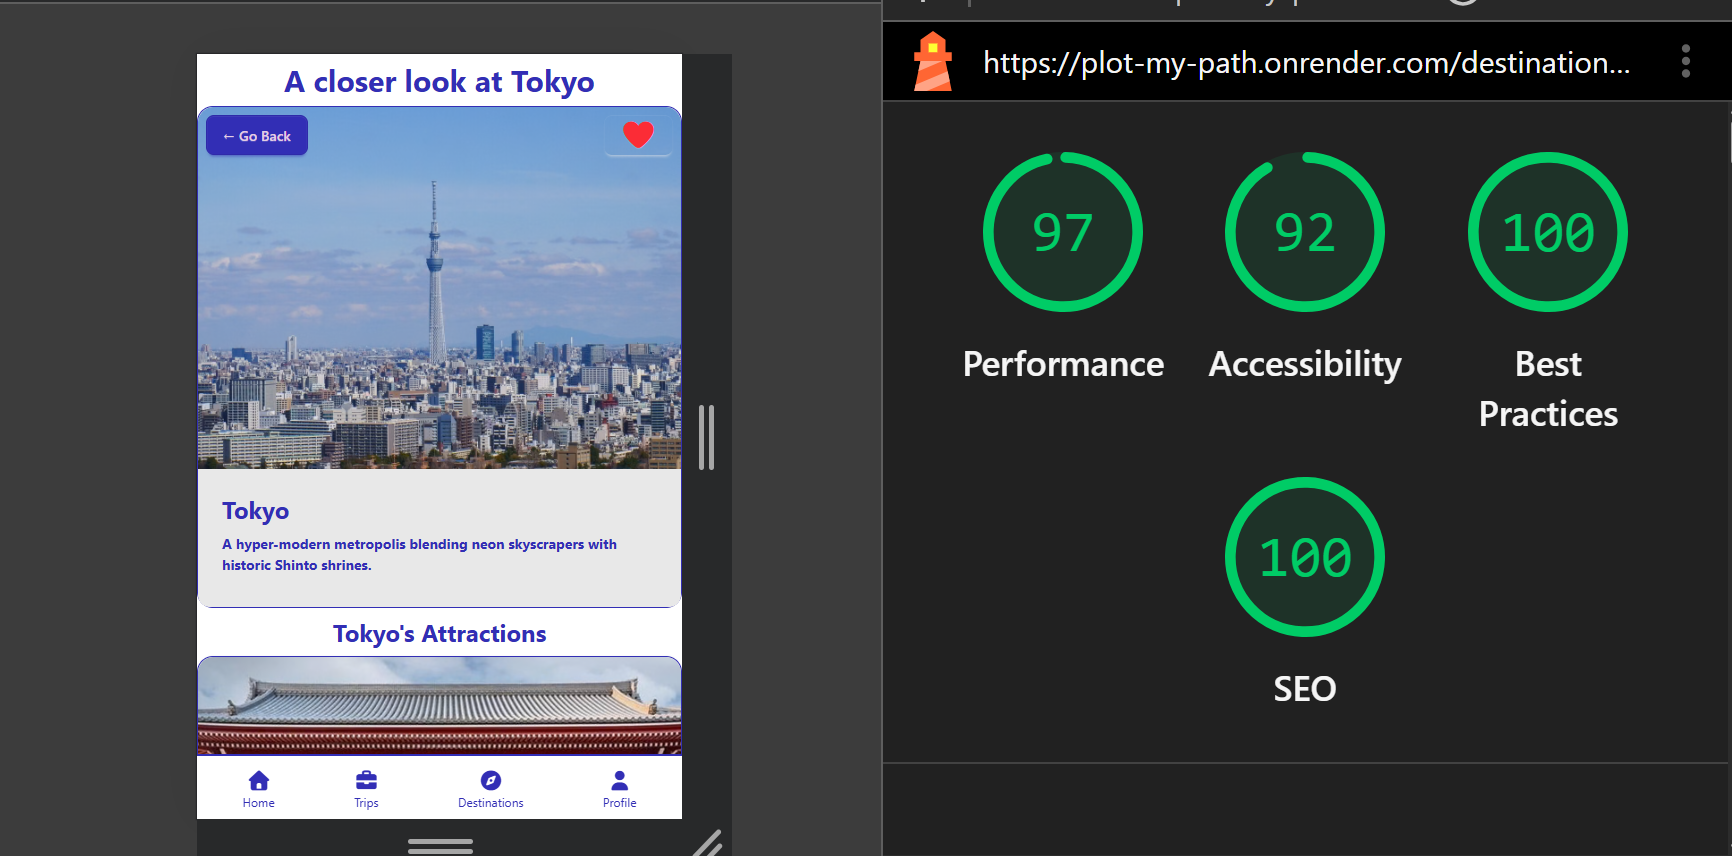 A closer look at Tokyo
← Go Back
Tokyo
A hyper-modern metropolis blending neon skyscrapers with
historic Shinto shrines.
Tokyo's Attractions
Home
Trips
Destinations
Profile
https://plot-my-path.onrender.com/destination...
97
92
100
Performance
Accessibility
Best
Practices
100
SEO